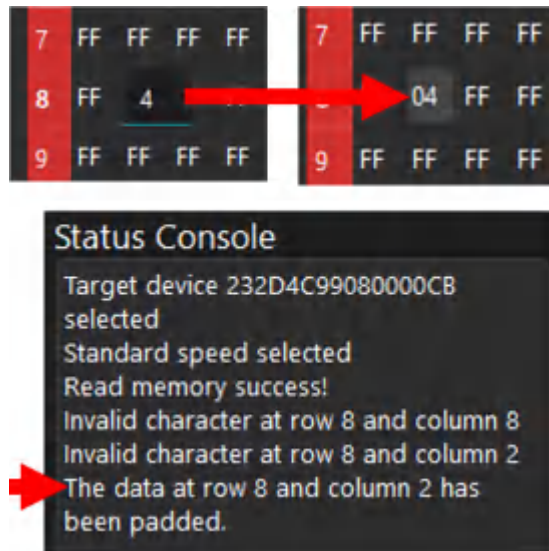 7 FF FF FF FF
8 FF 4
9 FF FF FF FF
7 FF FF FF FF
04 FF FF
9 FF FF FF FF
Status Console
Target device 232D4C99080000CB
selected
Standard speed selected
Read memory success!
Invalid character at row 8 and column 8
Invalid character at row 8 and column 2
The data at row 8 and column 2 has
been padded.